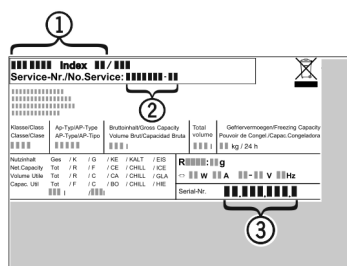 1
Index /
Service-Nr./No.Service: -
2
Klasse/Class Ap-Typ/AP-Type Bruttoinhalt/Gross Capacity Total Gefriervermoegen/Freezing Capacity
Classe/Clase AP-Type/AP-Tipo Volume Brut/Capacidad Bruta volume Pouvoir de Congel./Capac.Congeladora
l l kg / 24 h
Nutzinhalt Ges / K / G / KE / KALT / EIS
Net.Capacity Tot / R / F / CE / CHILL / ICE
Volume Utile Tot / R / C / CA / CHILL / GLA
Capac. Util Tot / F / C / BO / CHILL / HIE
l / l
R : g
W A - V Hz
Serial-Nr. . . .
3